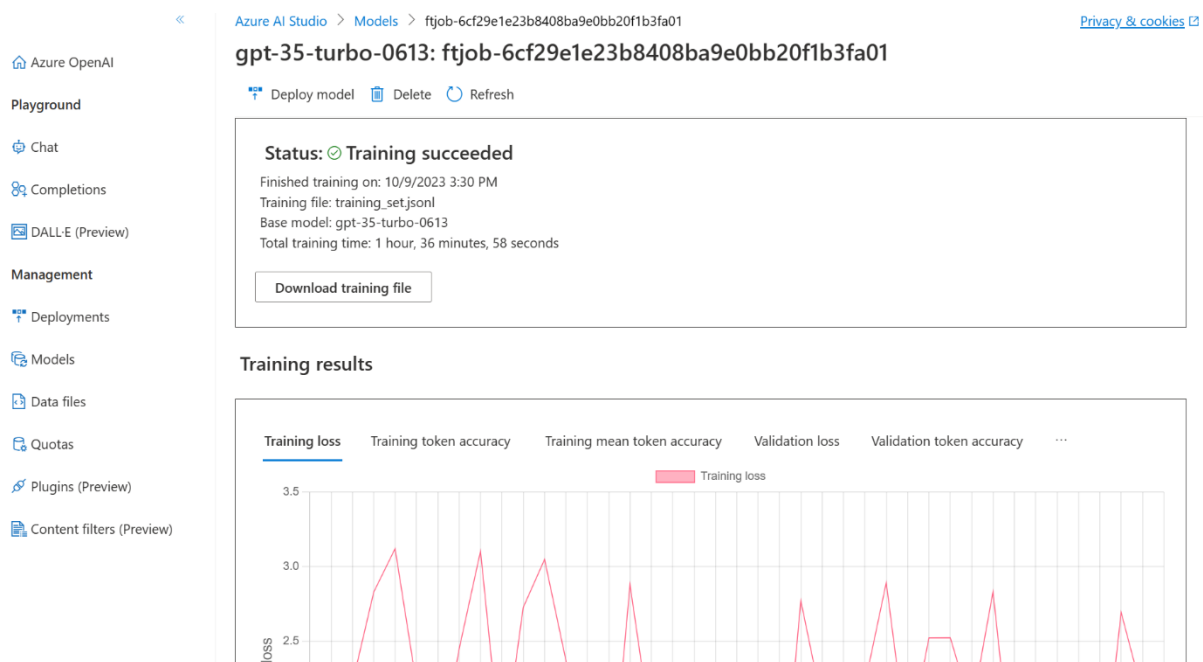 «
Azure OpenAI
Playground
Chat
Completions
DALL·E (Preview)
Management
Deployments
Models
Data files
Quotas
Plugins (Preview)
Content filters (Preview)
Azure AI Studio > Models > ftjob-6cf29e1e23b8408ba9e0bb20f1b3fa01
Privacy & cookies
gpt-35-turbo-0613: ftjob-6cf29e1e23b8408ba9e0bb20f1b3fa01
Deploy model Delete Refresh
Status: Training succeeded
Finished training on: 10/9/2023 3:30 PM
Training file: training_set.jsonl
Base model: gpt-35-turbo-0613
Total training time: 1 hour, 36 minutes, 58 seconds
Download training file
Training results
Training loss Training token accuracy Training mean token accuracy Validation loss Validation token accuracy ...
Training loss
3.5
3.0
2.5
loss